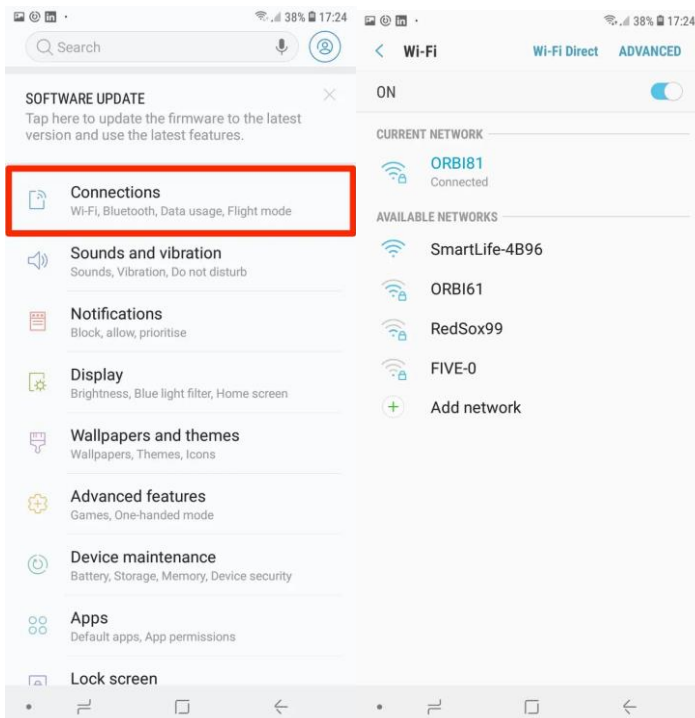 38% 17:24
Search
SOFTWARE UPDATE
Tap here to update the firmware to the latest
version and use the latest features.
Connections
Wi-Fi, Bluetooth, Data usage, Flight mode
Sounds and vibration
Sounds, Vibration, Do not disturb
Notifications
Block, allow, prioritise
Display
Brightness, Blue light filter, Home screen
Wallpapers and themes
Wallpapers, Themes, Icons
Advanced features
Games, One-handed mode
Device maintenance
Battery, Storage, Memory, Device security
Apps
Default apps, App permissions
Lock screen
38% 17:24
Wi-Fi Wi-Fi Direct ADVANCED
ON
CURRENT NETWORK
ORBI81
Connected
AVAILABLE NETWORKS
SmartLife-4B96
ORBI61
RedSox99
FIVE-0
Add network